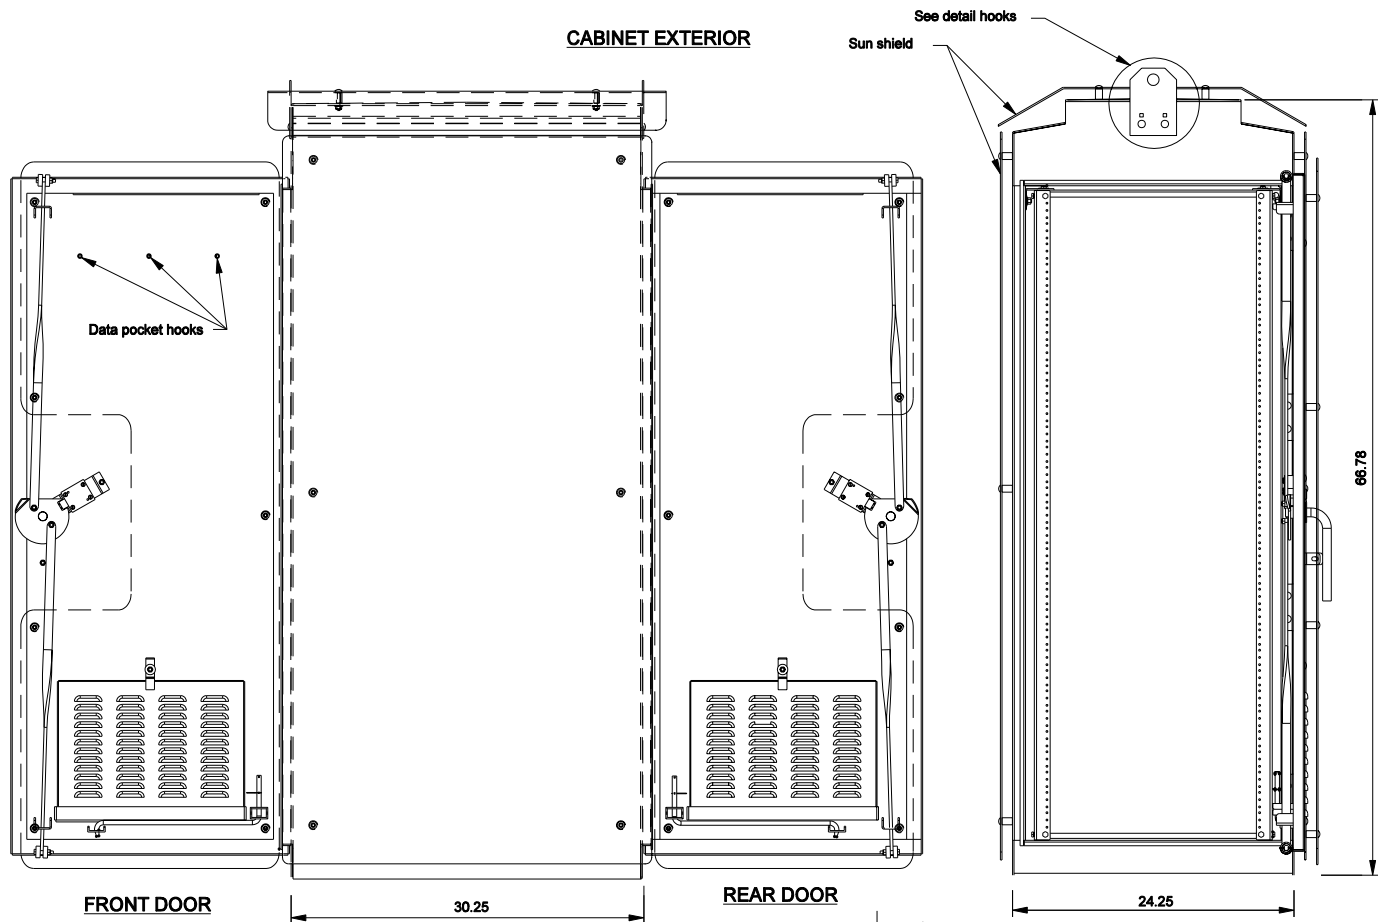 CABINET EXTERIOR
See detail hooks
Sun shield
Data pocket hooks
66.78
FRONT DOOR
30.25
REAR DOOR
24.25